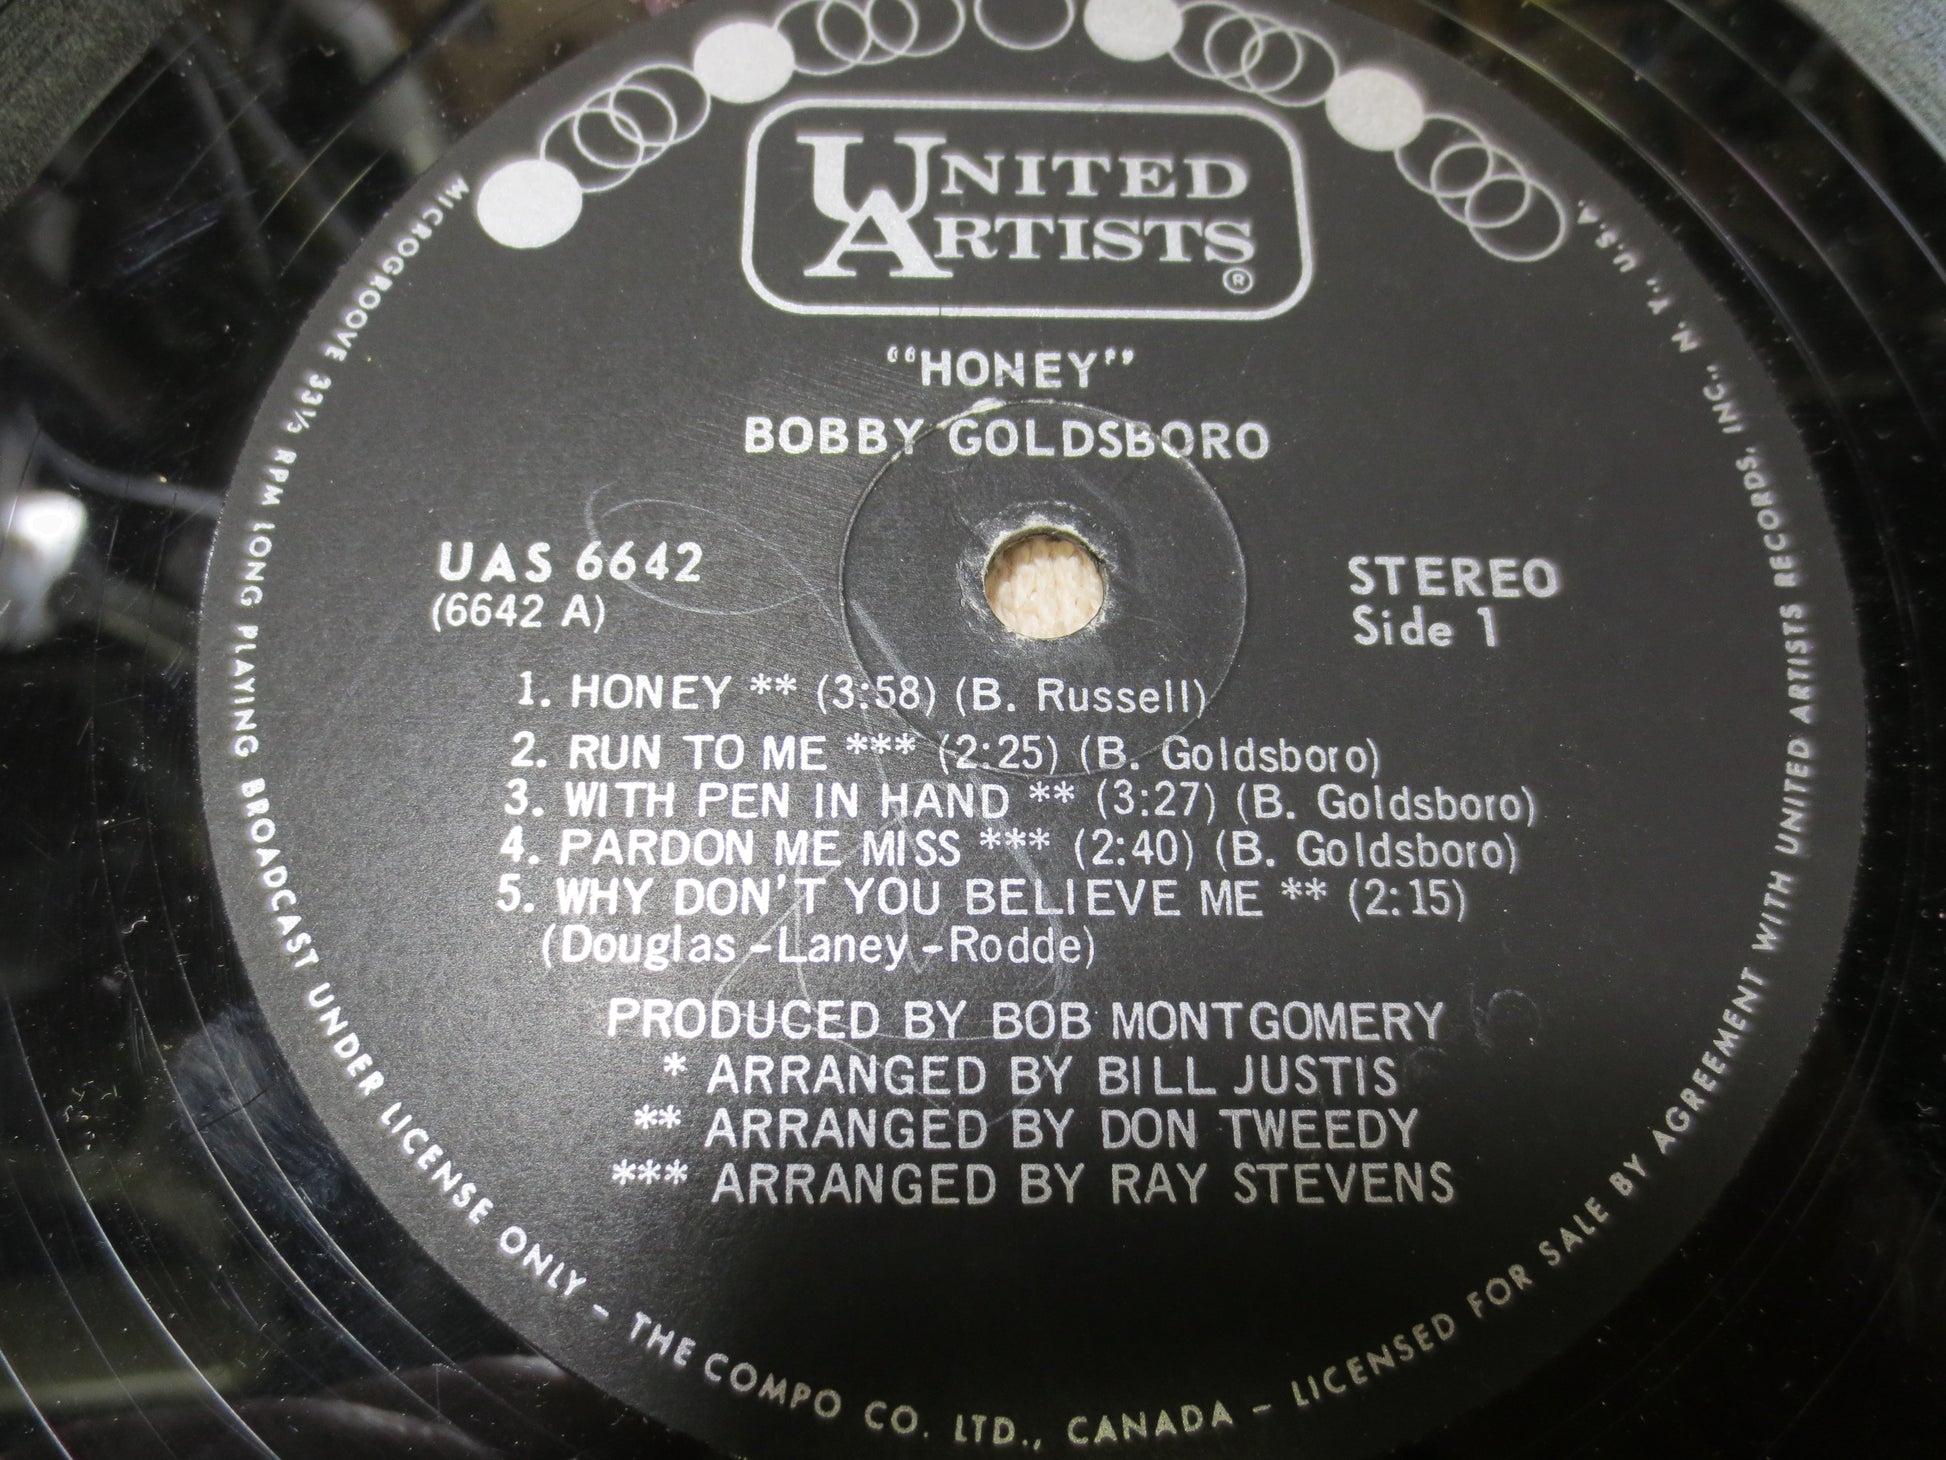 UNITED
ARTISTS®
"HONEY"
BOBBY GOLDSBORO
UAS 6642
(6642 A)
STEREO
Side 1
1. HONEY ** (3:58) (B. Russell)
2. RUN TO ME *** (2:25) (B. Goldsboro)
3. WITH PEN IN HAND ** (3:27) (B. Goldsboro)
4. PARDON ME MISS *** (2:40) (B. Goldsboro)
5. WHY DON'T YOU BELIEVE ME ** (2:15)
(Douglas-Laney-Rodde)
PRODUCED BY BOB MONTGOMERY
* ARRANGED BY BILL JUSTIS
** ARRANGED BY DON TWEEDY
*** ARRANGED BY RAY STEVENS
MICROGROOVE 33⅓ RPM LONG PLAYING BROADCAST UNDER LICENSE ONLY – THE COMPO CO. LTD., CANADA – LICENSED FOR SALE BY AGREEMENT WITH UNITED ARTISTS RECORDS, INC., N. Y., U.S.A.